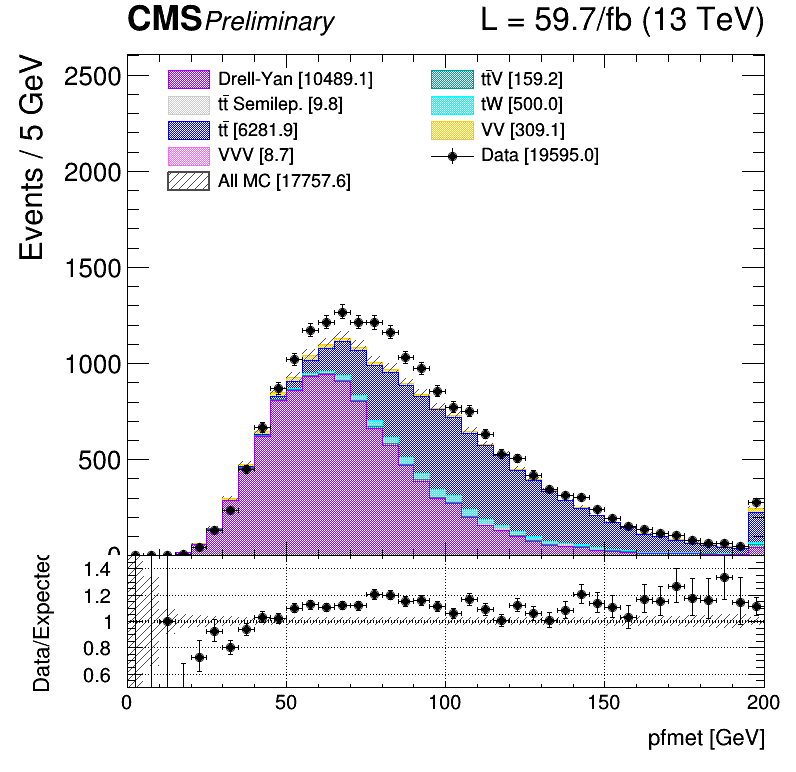 CMS Preliminary L = 59.7/fb (13 TeV)
Events / 5 GeV
2500
2000
1500
1000
500
0
Drell-Yan [10489.1]
tt̄ Semilep. [9.8]
tt̄ [6281.9]
VVV [8.7]
All MC [17757.6]
tt̄V [159.2]
tW [500.0]
VV [309.1]
Data [19595.0]
Data/Expected
1.4
1.2
1
0.8
0.6
0 50 100 150 200
pfmet [GeV]